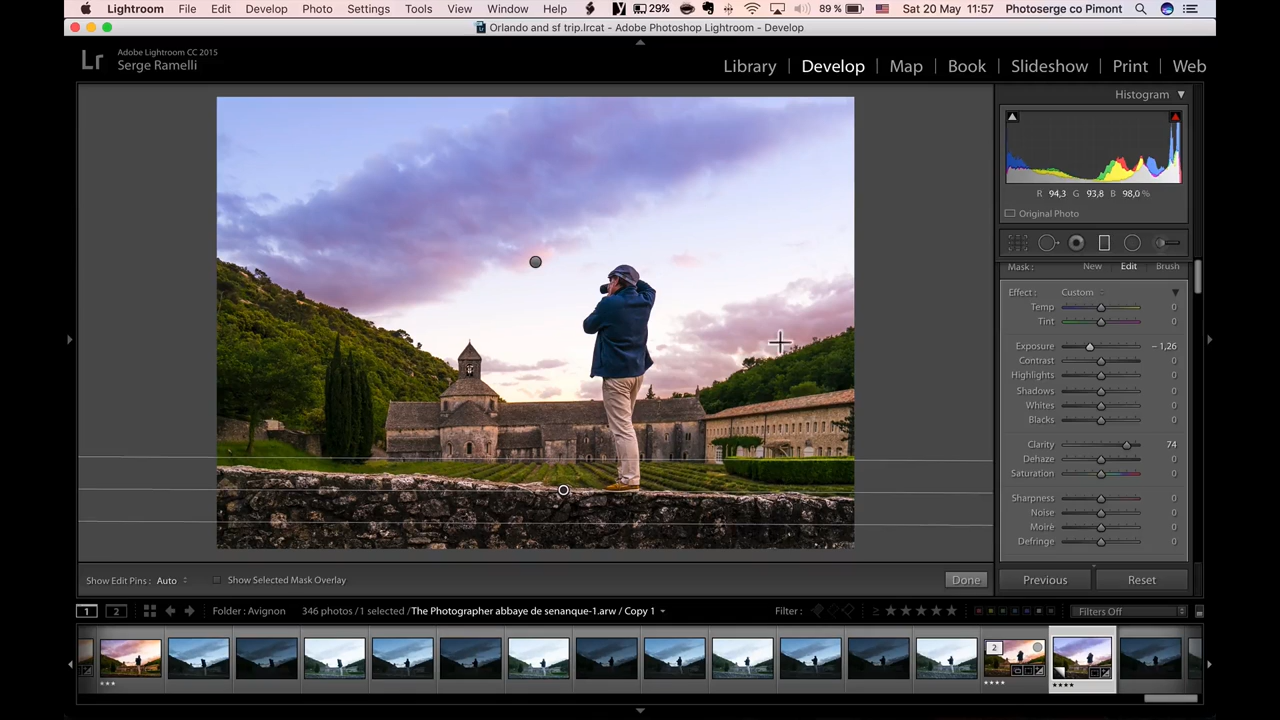 Lightroom File Edit Develop Photo Settings Tools View Window Help 29% 89 % Sat 20 May 11:57 Photoserge co Pimont
Orlando and sf trip.lrcat - Adobe Photoshop Lightroom - Develop
Lr Adobe Lightroom CC 2015
Serge Ramelli
Library | Develop | Map | Book | Slideshow | Print | Web
Histogram
R 94,3 G 93,8 B 98,0 %
Original Photo
Mask : New Edit Brush
Effect : Custom
Temp 0
Tint 0
Exposure – 1,26
Contrast 0
Highlights 0
Shadows 0
Whites 0
Blacks 0
Clarity 74
Dehaze 0
Saturation 0
Sharpness 0
Noise 0
Moiré 0
Defringe 0
Show Edit Pins : Auto Show Selected Mask Overlay Done Previous Reset
1 2 Folder : Avignon 346 photos / 1 selected / The Photographer abbaye de senanque-1.arw / Copy 1 Filter : ≥ ★★★★★ Filters Off
2
★★★ ★★★★ ★★★★